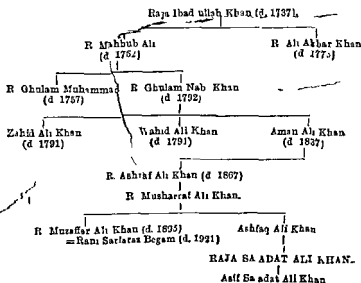 Raja Ibad ullah Khan (d. 1737).
R Mahbub Ali R Ali Akbar Khan
(d 1762) (d 1773)
R Ghulam Muhammad R Ghulam Nab Khan
(d 1757) (d 1792)
Zahid Ali Khan Wahid Ali Khan Aman Ali Khan
(d 1791) (d 1791) (d 1837)
R. Ashraf Ali Khan (d 1867)
R Musharraf Ali Khan.
R Muzaffar Ali Khan (d. 1895) Ashfaq Ali Khan
=Rani Sarfaraz Begam (d. 1921)
RAJA SAADAT ALI KHAN.
Asif Saadat Ali Khan